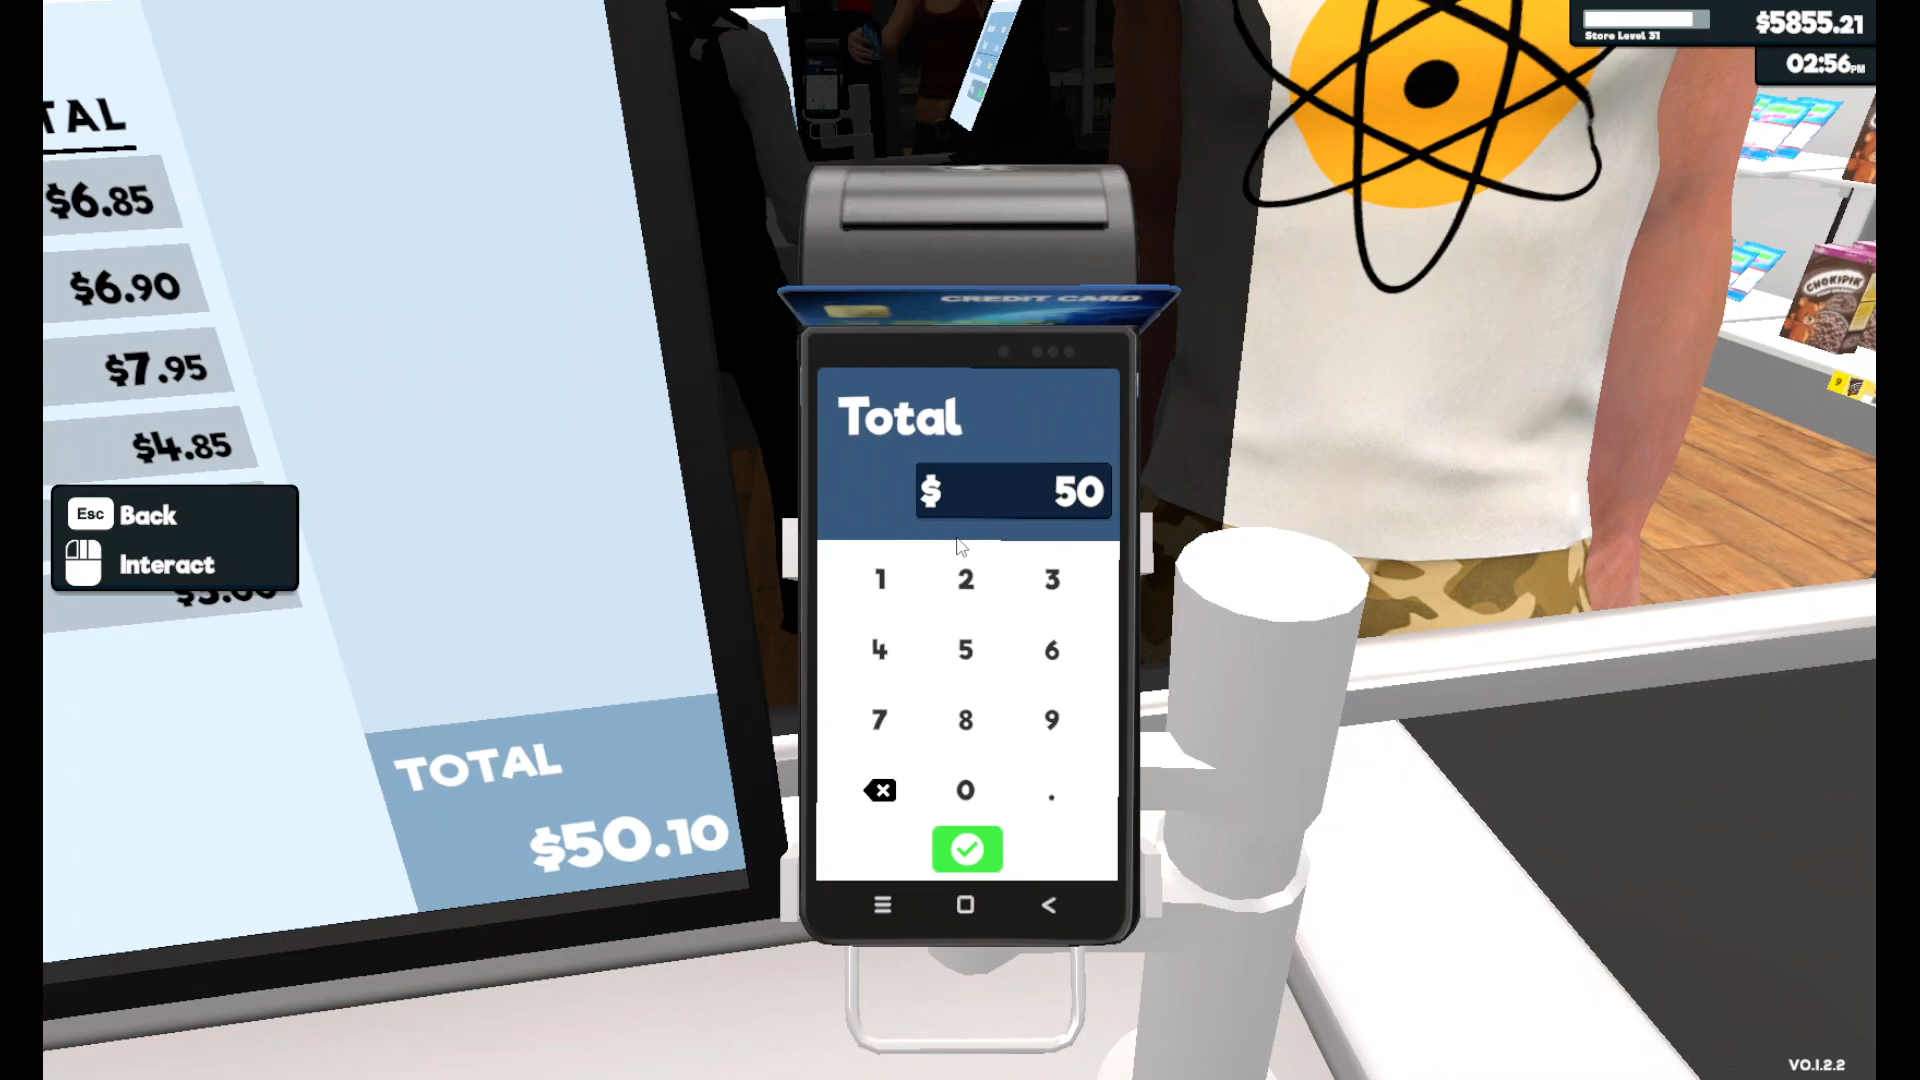 $5855.21
Store Level 31
02:56PM
TAL
$6.85
$6.90
$7.95
$4.85
Esc Back
Interact
TOTAL
$50.10
CREDIT CARD
Total
$ 50
1 2 3
4 5 6
7 8 9
0 .
CHOKIPIK
9
V0.1.2.2